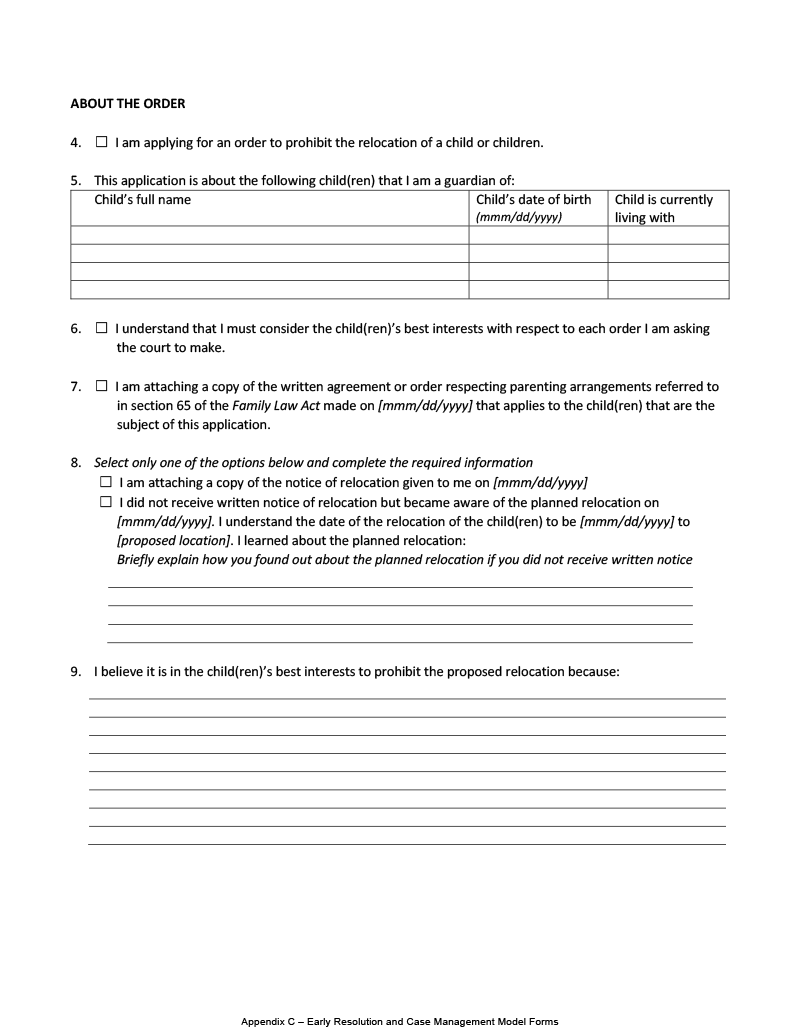 ABOUT THE ORDER
4. ☐ I am applying for an order to prohibit the relocation of a child or children.
5. This application is about the following child(ren) that I am a guardian of:
Child's full name
Child's date of birth
(mmm/dd/yyyy)
Child is currently
living with
6. ☐ I understand that I must consider the child(ren)'s best interests with respect to each order I am asking
the court to make.
7. ☐ I am attaching a copy of the written agreement or order respecting parenting arrangements referred to
in section 65 of the Family Law Act made on [mmm/dd/yyyy] that applies to the child(ren) that are the
subject of this application.
8. Select only one of the options below and complete the required information
☐ I am attaching a copy of the notice of relocation given to me on [mmm/dd/yyyy]
☐ I did not receive written notice of relocation but became aware of the planned relocation on
[mmm/dd/yyyy]. I understand the date of the relocation of the child(ren) to be [mmm/dd/yyyy] to
[proposed location]. I learned about the planned relocation:
Briefly explain how you found out about the planned relocation if you did not receive written notice
9. I believe it is in the child(ren)'s best interests to prohibit the proposed relocation because:
Appendix C – Early Resolution and Case Management Model Forms